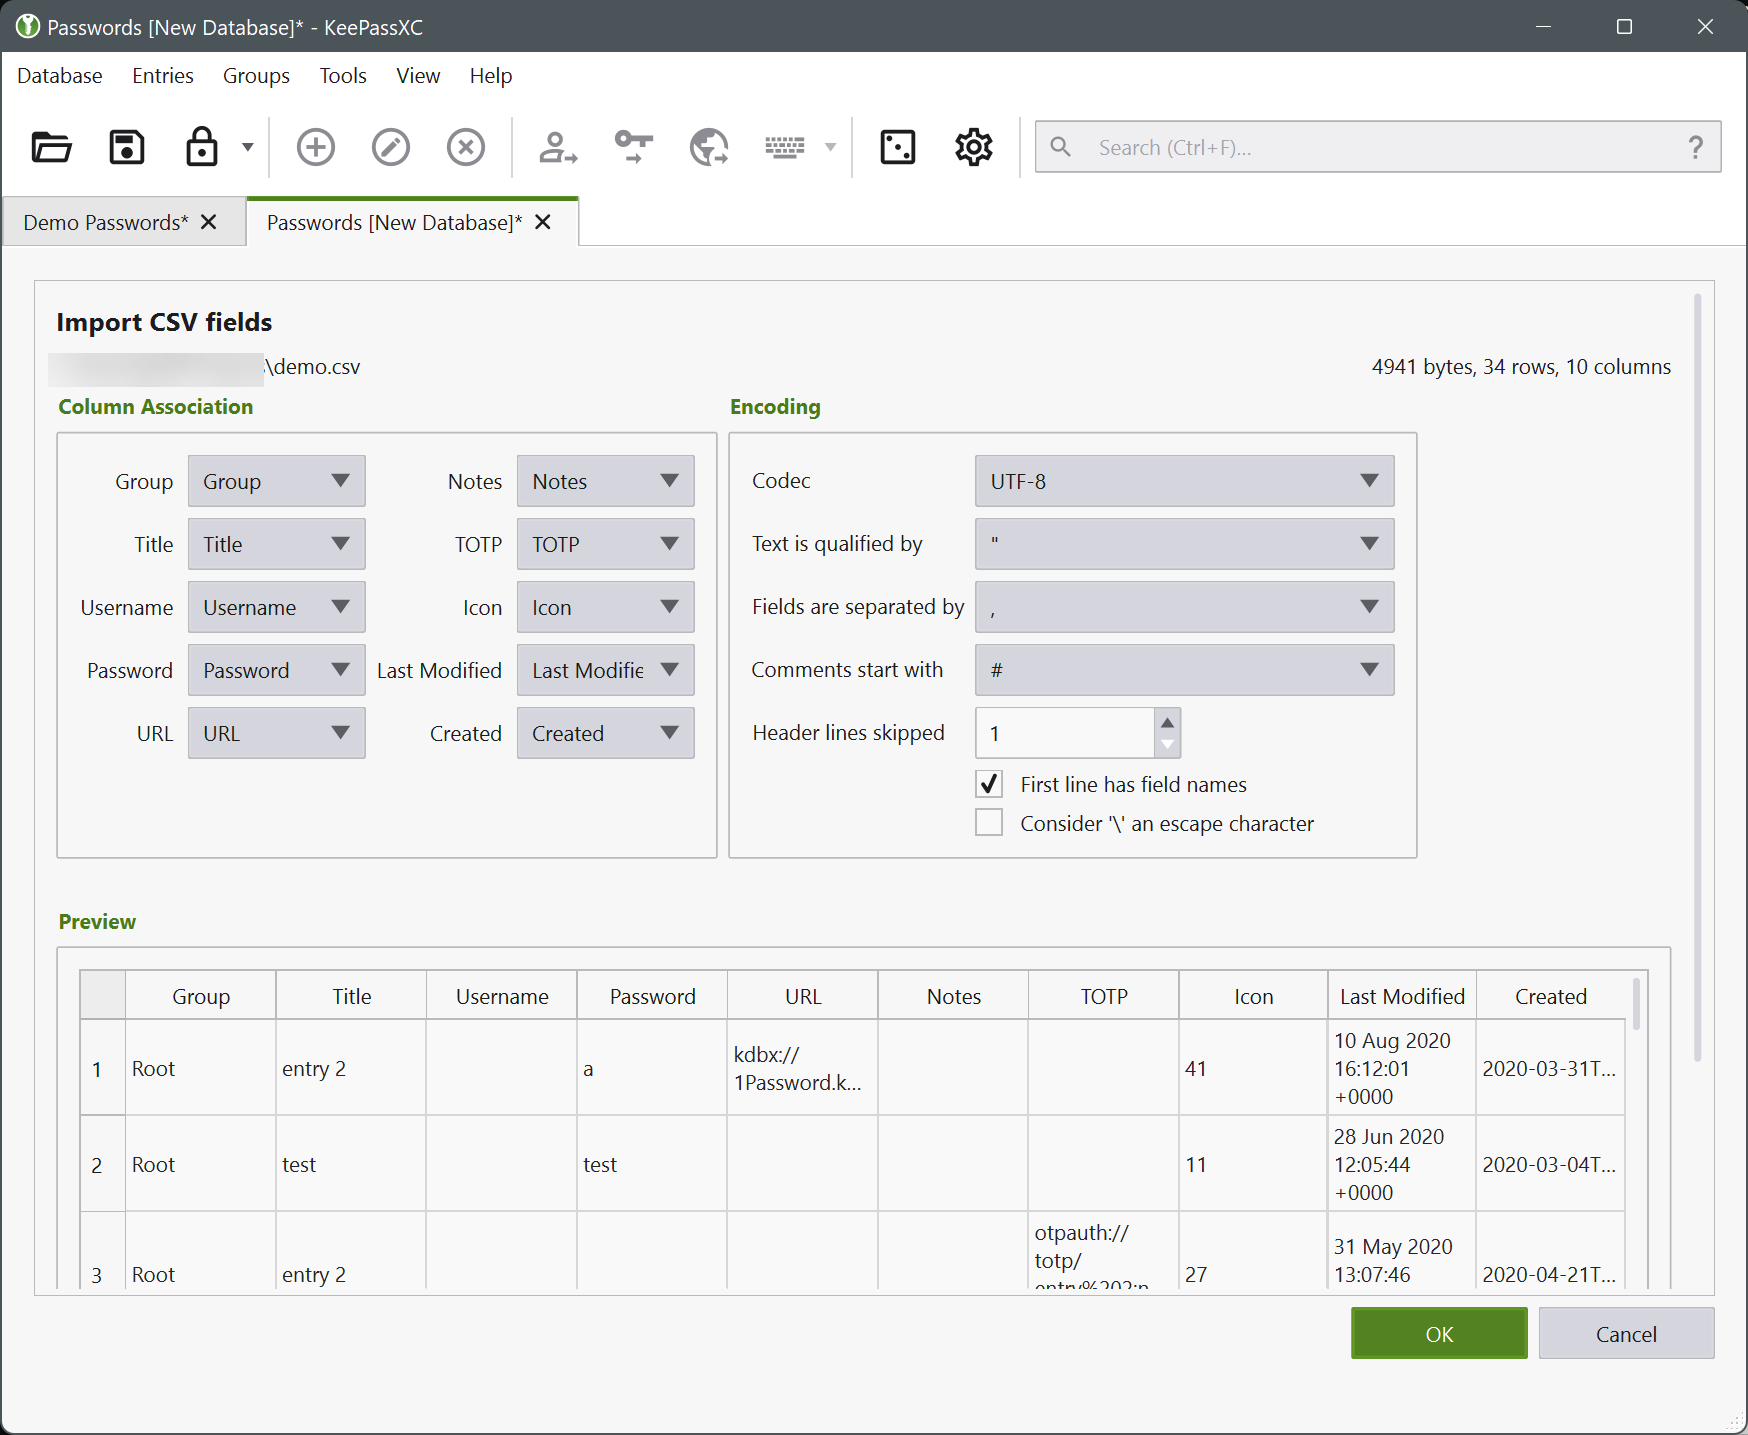 Passwords [New Database]* - KeePassXC
Database Entries Groups Tools View Help
Search (Ctrl+F)... ?
Demo Passwords* Passwords [New Database]*
Import CSV fields
\demo.csv 4941 bytes, 34 rows, 10 columns
Column Association Encoding
Group Group Notes Notes Codec UTF-8
Title Title TOTP TOTP Text is qualified by "
Username Username Icon Icon Fields are separated by ,
Password Password Last Modified Last Modifie Comments start with #
URL URL Created Created Header lines skipped 1
First line has field names
Consider '\' an escape character
Preview
Group Title Username Password URL Notes TOTP Icon Last Modified Created
1 Root entry 2 a kdbx:// 1Password.k... 41 10 Aug 2020 16:12:01 +0000 2020-03-31T...
2 Root test test 11 28 Jun 2020 12:05:44 +0000 2020-03-04T...
3 Root entry 2 otpauth:// totp/ entry%202:n 27 31 May 2020 13:07:46 2020-04-21T...
OK Cancel